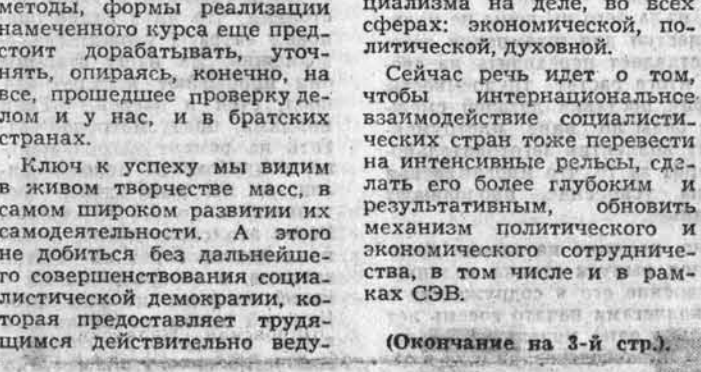 методы, формы реализации
намеченного курса еще пред-
стоит дорабатывать, уточ-
нять, опираясь, конечно, на
все, прошедшее проверку де-
лом и у нас, и в братских
странах.
Ключ к успеху мы видим
в живом творчестве масс, в
самом широком развитии их
самодеятельности. А этого
не добиться без дальнейше-
го совершенствования социа-
листической демократии, ко-
торая предоставляет трудя-
щимся действительно веду-
циализма на деле, во всех
сферах: экономической, по-
литической, духовной.
Сейчас речь идет о том,
чтобы интернациональное
взаимодействие социалисти-
ческих стран тоже перевести
на интенсивные рельсы, сде-
лать его более глубоким и
результативным, обновить
механизм политического и
экономического сотрудниче-
ства, в том числе и в рам-
ках СЭВ.
(Окончание на 3-й стр.).